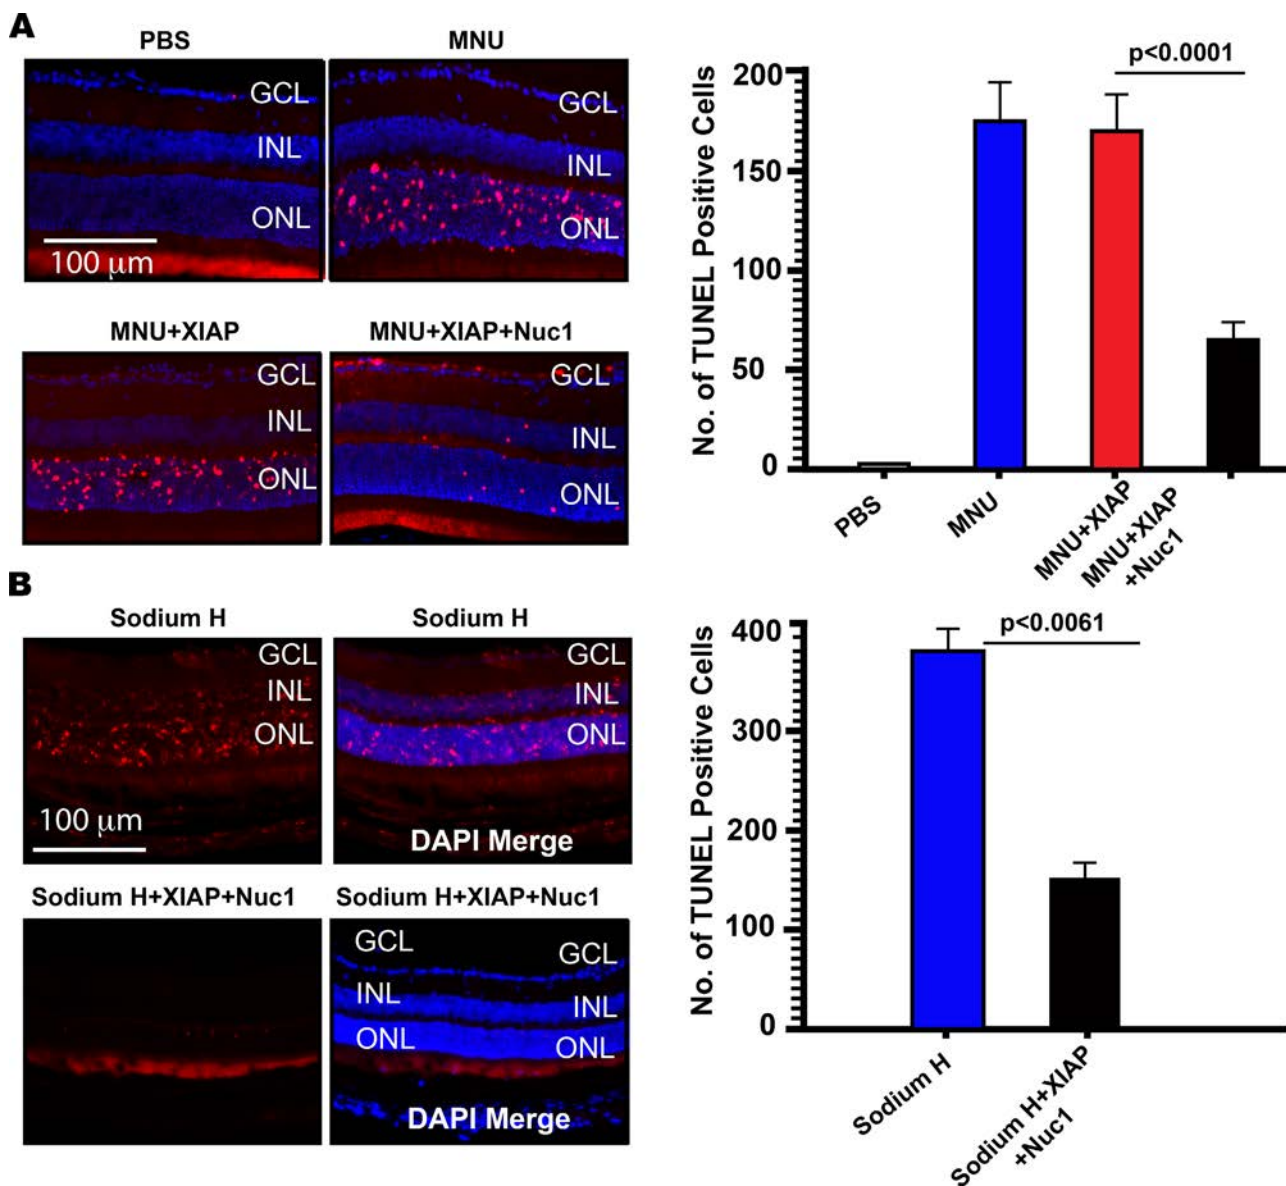 A
PBS
MNU
GCL
INL
ONL
100 μm
GCL
INL
ONL
MNU+XIAP
MNU+XIAP+Nuc1
GCL
INL
ONL
GCL
INL
ONL
No. of TUNEL Positive Cells
200
150
100
50
0
p<0.0001
PBS
MNU
MNU+XIAP
MNU+XIAP
+Nuc1
B
Sodium H
Sodium H
GCL
INL
ONL
100 μm
GCL
INL
ONL
DAPI Merge
Sodium H+XIAP+Nuc1
Sodium H+XIAP+Nuc1
GCL
GCL
INL
INL
ONL
ONL
DAPI Merge
No. of TUNEL Positive Cells
400
300
200
100
0
p<0.0061
Sodium H
Sodium H+XIAP
+Nuc1